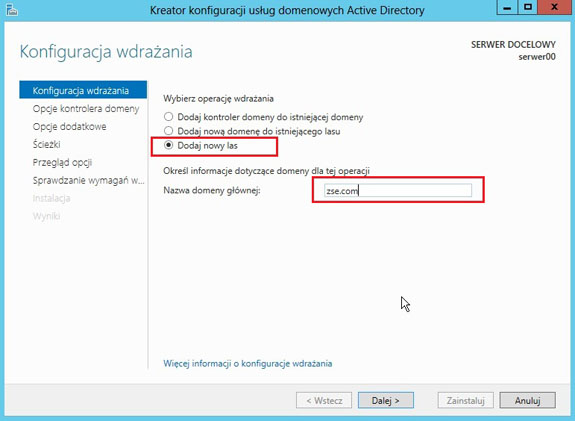 Kreator konfiguracji usług domenowych Active Directory
Konfiguracja wdrażania
SERWER DOCELOWY
serwer00
Konfiguracja wdrażania
Opcje kontrolera domeny
Opcje dodatkowe
Ścieżki
Przegląd opcji
Sprawdzanie wymagań w...
Instalacja
Wyniki
Wybierz operację wdrażania
Dodaj kontroler domeny do istniejącej domeny
Dodaj nową domenę do istniejącego lasu
Dodaj nowy las
Określ informacje dotyczące domeny dla tej operacji
Nazwa domeny głównej:
zse.com
Więcej informacji o konfiguracje wdrażania
< Wstecz
Dalej >
Zainstaluj
Anuluj